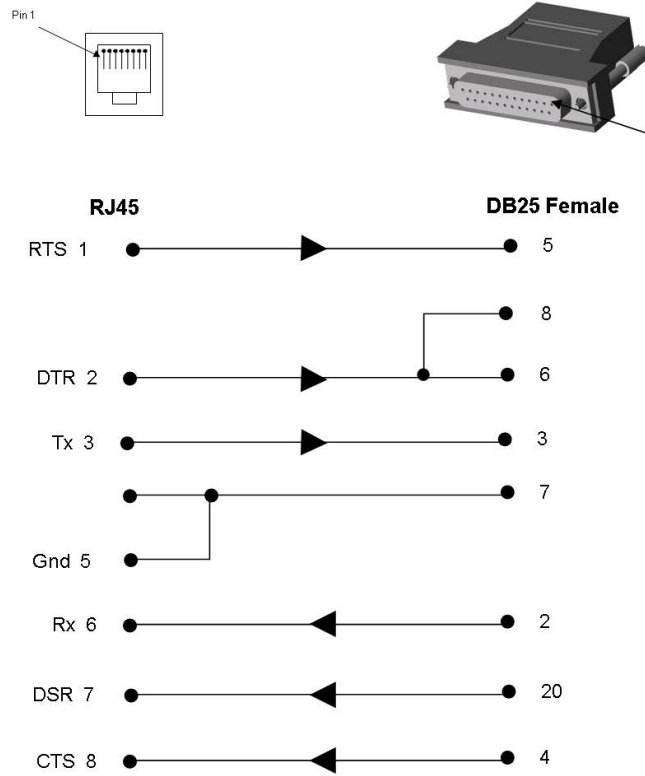 Pin 1
RJ45 DB25 Female
RTS 1 5
8
DTR 2 6
Tx 3 3
7
Gnd 5
Rx 6 2
DSR 7 20
CTS 8 4